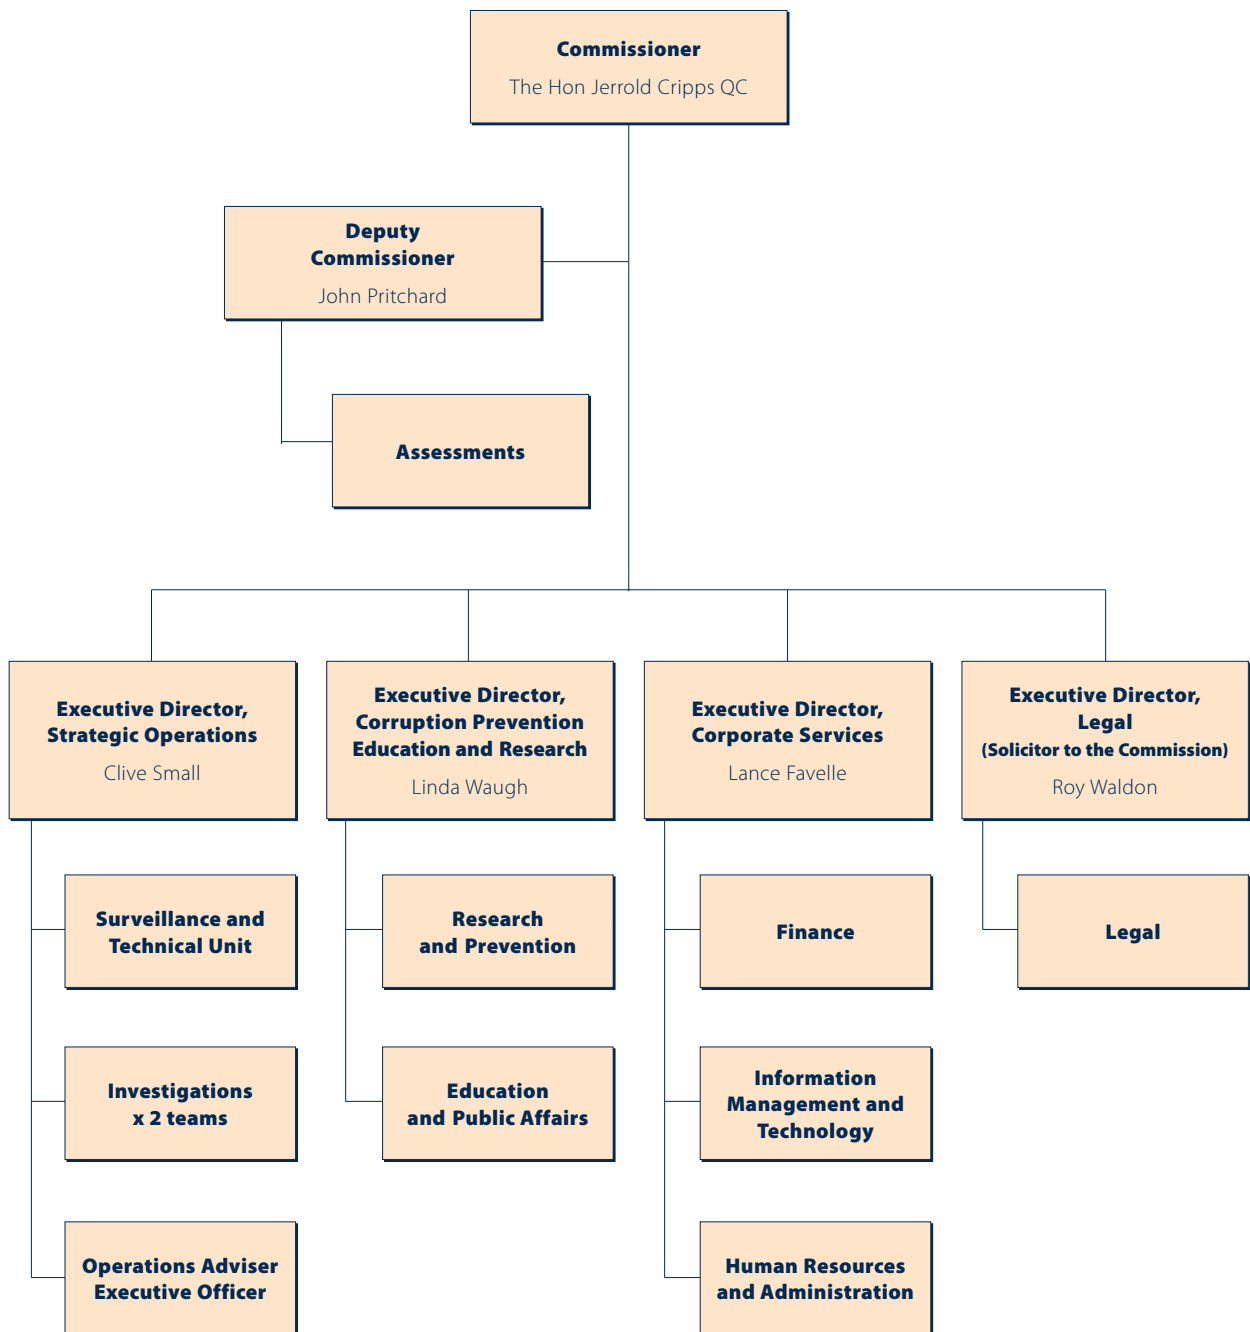 Commissioner
The Hon Jerrold Cripps QC
Deputy
Commissioner
John Pritchard
Assessments
Executive Director,
Strategic Operations
Clive Small
Executive Director,
Corruption Prevention
Education and Research
Linda Waugh
Executive Director,
Corporate Services
Lance Favelle
Executive Director,
Legal
(Solicitor to the Commission)
Roy Waldon
Surveillance and
Technical Unit
Research
and Prevention
Finance
Legal
Investigations
x 2 teams
Education
and Public Affairs
Information
Management and
Technology
Operations Adviser
Executive Officer
Human Resources
and Administration